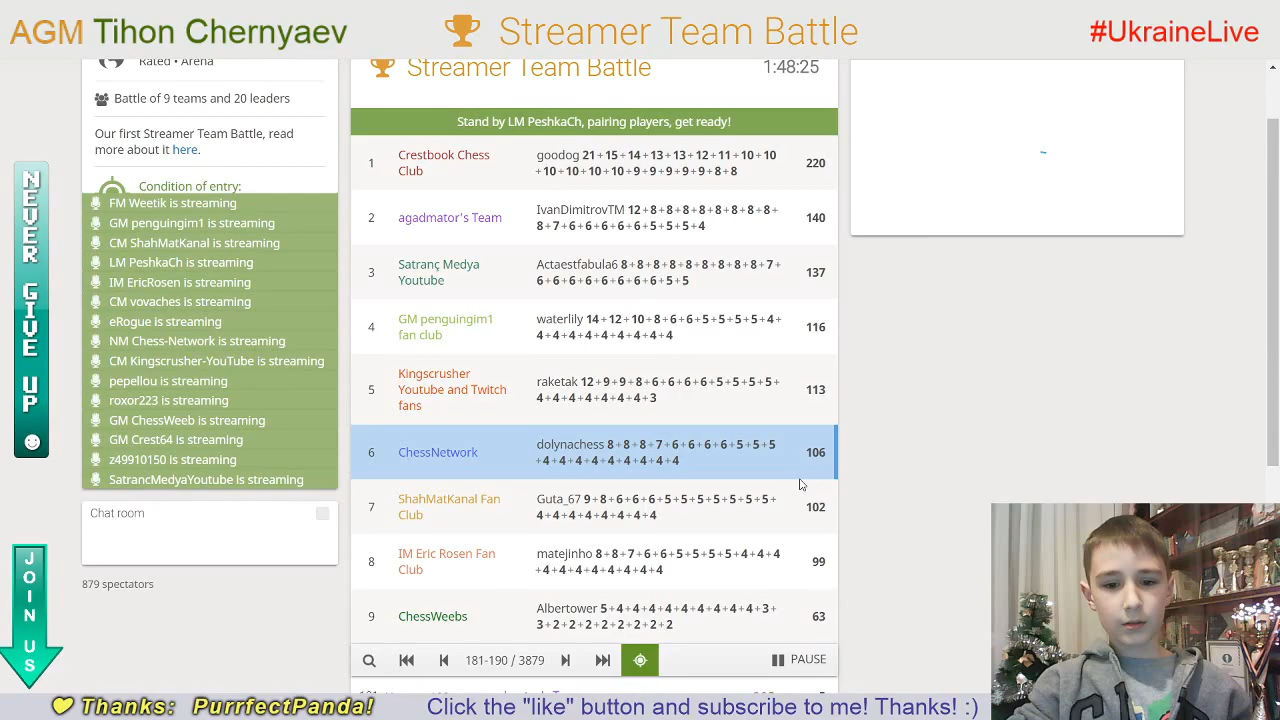 AGM Tihon Chernyaev
Streamer Team Battle
#UkraineLive
Rated • Arena
Battle of 9 teams and 20 leaders
Our first Streamer Team Battle, read
more about it here.
Condition of entry:
FM Weetik is streaming
GM penguingim1 is streaming
CM ShahMatKanal is streaming
LM PeshkaCh is streaming
IM EricRosen is streaming
CM vovaches is streaming
eRogue is streaming
NM Chess-Network is streaming
CM Kingscrusher-YouTube is streaming
pepellou is streaming
roxor223 is streaming
GM ChessWeeb is streaming
GM Crest64 is streaming
z49910150 is streaming
SatrancMedyaYoutube is streaming
Chat room
879 spectators
NEVER GIVE UP
JOIN US
Streamer Team Battle
1:48:25
Stand by LM PeshkaCh, pairing players, get ready!
1 Crestbook Chess Club goodog 21+15+14+13+13+12+11+10+10
+10+10+10+10+9+9+9+9+9+8+8 220
2 agadmator's Team IvanDimitrovTM 12+8+8+8+8+8+8+8+8+
8+7+6+6+6+6+6+5+5+5+4 140
3 Satranç Medya Youtube Actaestfabula6 8+8+8+8+8+8+8+8+8+7+
6+6+6+6+6+6+6+6+5+5 137
4 GM penguingim1 fan club waterlily 14+12+10+8+6+6+5+5+5+5+4+
4+4+4+4+4+4+4+4+4 116
5 Kingscrusher Youtube and Twitch fans raketak 12+9+9+8+6+6+6+6+5+5+5+5+
4+4+4+4+4+4+4+3 113
6 ChessNetwork dolynachess 8+8+8+7+6+6+6+6+5+5+5
+4+4+4+4+4+4+4+4+4 106
7 ShahMatKanal Fan Club Guta_67 9+8+6+6+6+5+5+5+5+5+5+5+
4+4+4+4+4+4+4+4 102
8 IM Eric Rosen Fan Club matejinho 8+8+7+6+6+5+5+5+5+4+4+4
+4+4+4+4+4+4+4+4 99
9 ChessWeebs Albertower 5+4+4+4+4+4+4+4+4+4+3+
3+2+2+2+2+2+2+2+2 63
181-190 / 3879
PAUSE
Thanks: PurrfectPanda!
Click the "like" button and subscribe to me! Thanks! :)